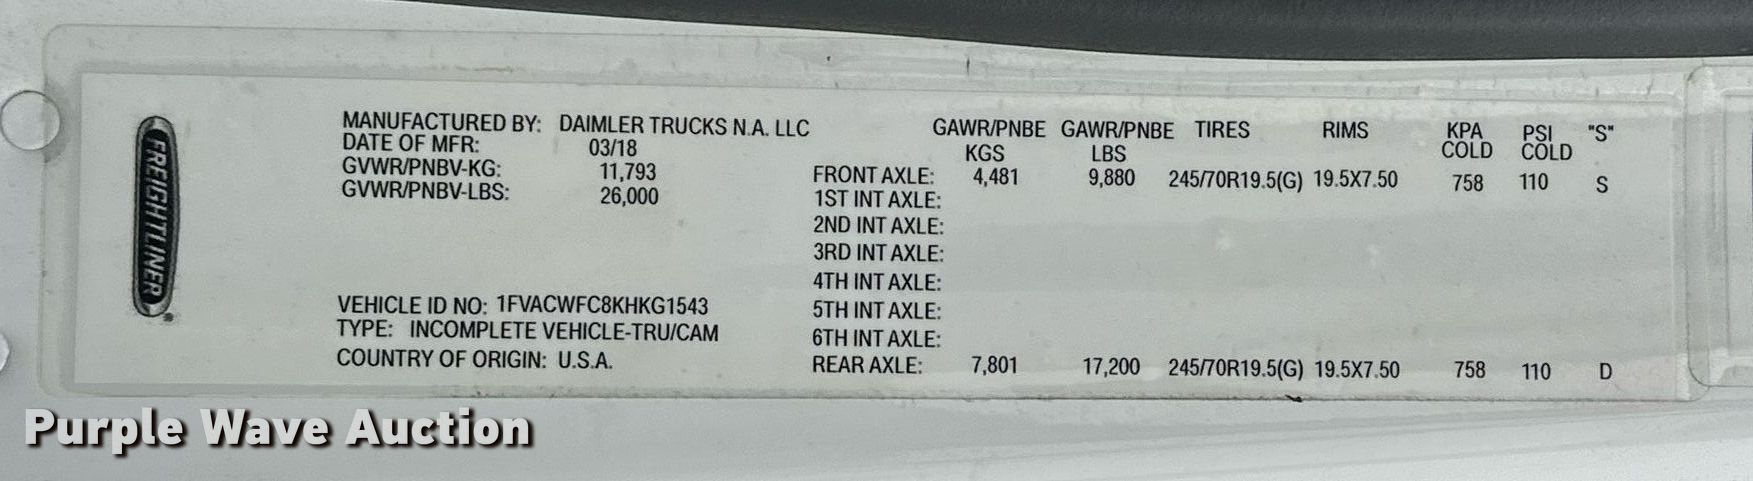 FREIGHTLINER
MANUFACTURED BY: DAIMLER TRUCKS N.A. LLC
DATE OF MFR: 03/18
GVWR/PNBV-KG: 11,793
GVWR/PNBV-LBS: 26,000
VEHICLE ID NO: 1FVACWFC8KHKG1543
TYPE: INCOMPLETE VEHICLE-TRU/CAM
COUNTRY OF ORIGIN: U.S.A.
GAWR/PNBE GAWR/PNBE TIRES RIMS KPA PSI "S"
KGS LBS COLD COLD
FRONT AXLE: 4,481 9,880 245/70R19.5(G) 19.5X7.50 758 110 S
1ST INT AXLE:
2ND INT AXLE:
3RD INT AXLE:
4TH INT AXLE:
5TH INT AXLE:
6TH INT AXLE:
REAR AXLE: 7,801 17,200 245/70R19.5(G) 19.5X7.50 758 110 D
Purple Wave Auction